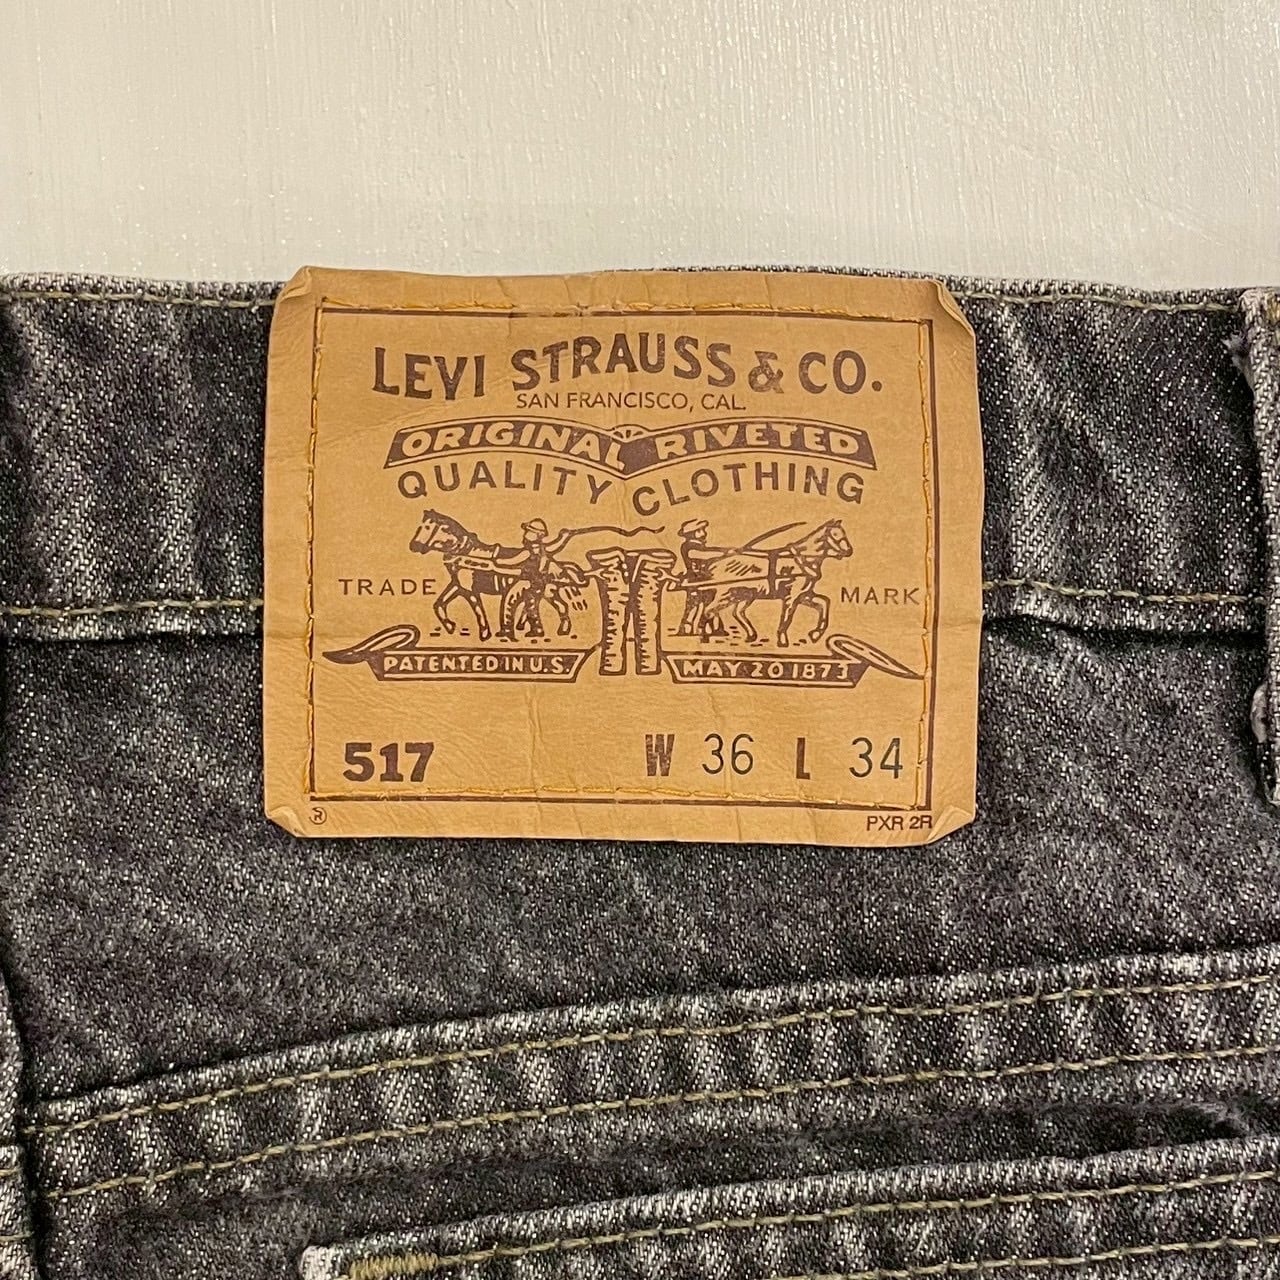 LEVI STRAUSS & CO.
SAN FRANCISCO, CAL.
ORIGINAL RIVETED
QUALITY CLOTHING
TRADE MARK
PATENTED IN U.S. MAY 20 1873
517 W 36 L 34
® PXR 2R